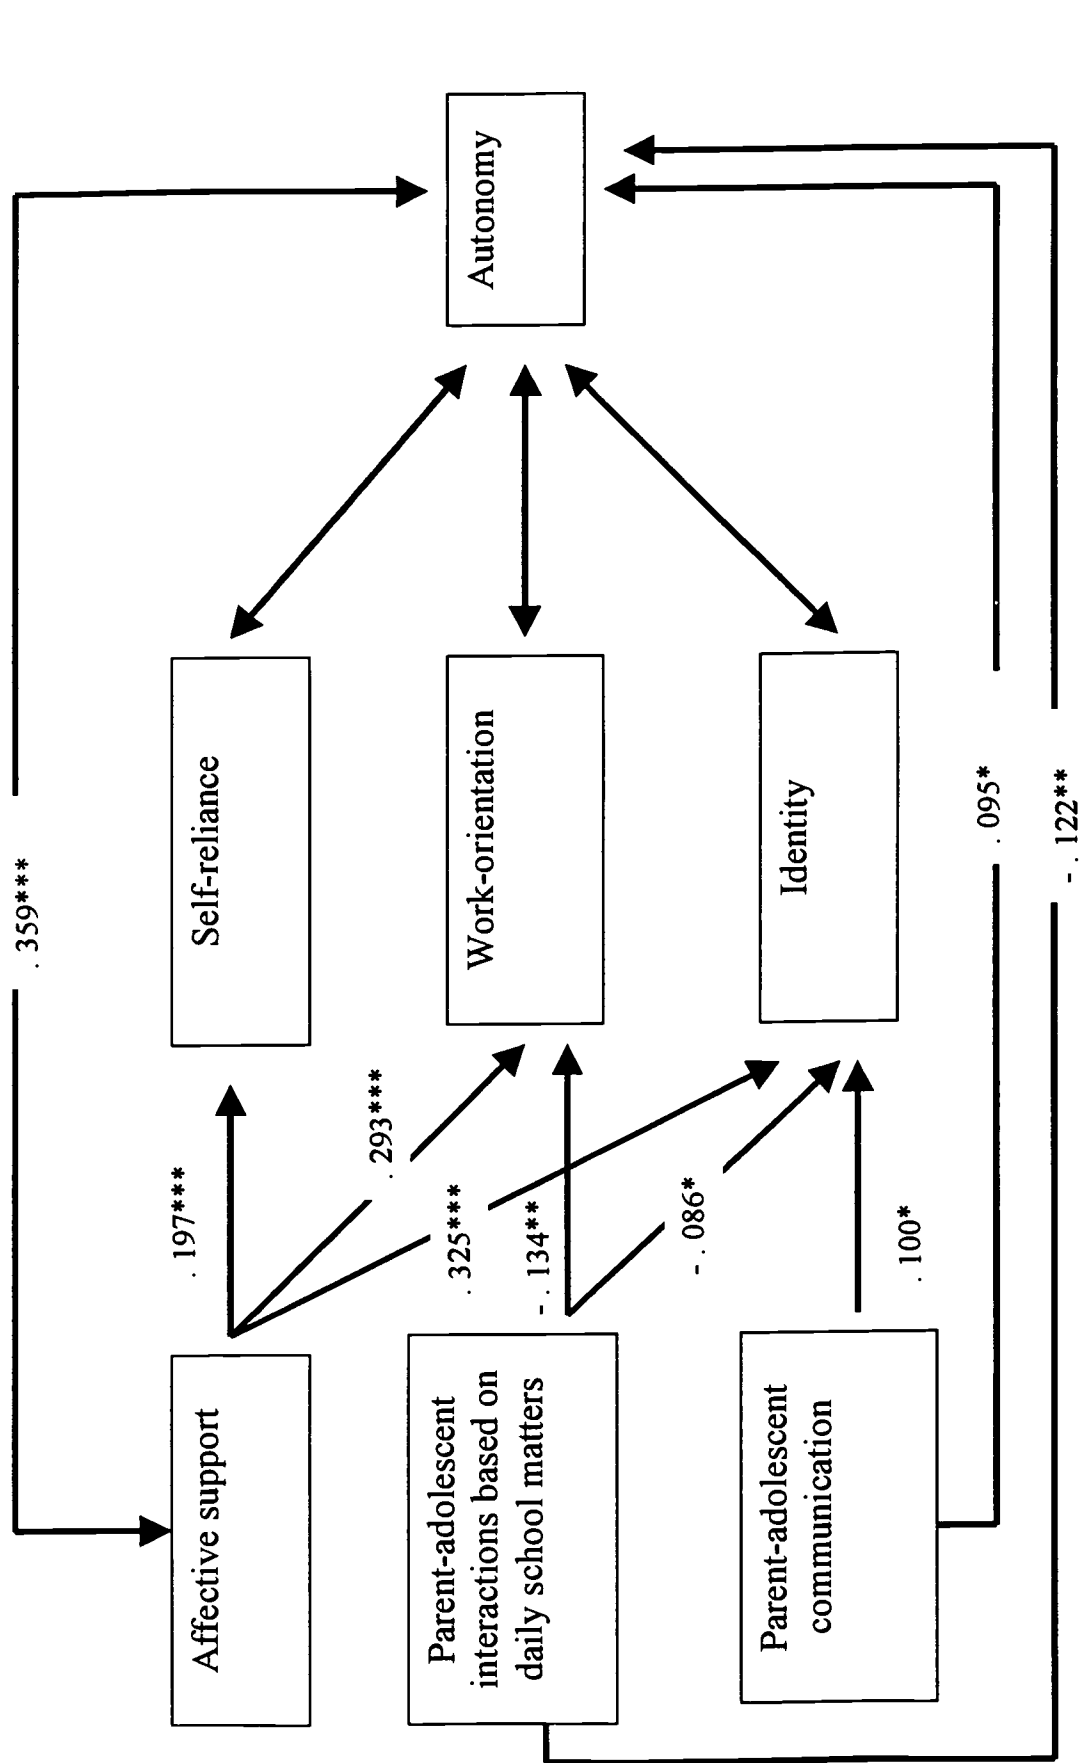 . 359***
Affective support
. 197***
Self-reliance
. 293***
. 325***
Parent-adolescent
interactions based on
daily school matters
- . 134**
Work-orientation
Autonomy
- . 086*
Parent-adolescent
communication
. 100*
Identity
. 095*
- . 122**